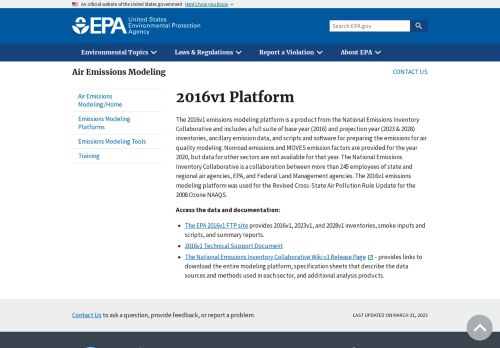 An official website of the United States government Here's how you know
EPA United States
Environmental Protection
Agency
Search EPA.gov
Environmental Topics Laws & Regulations Report a Violation About EPA
Air Emissions Modeling
CONTACT US
Air Emissions
Modeling/Home
Emissions Modeling
Platforms
Emissions Modeling Tools
Training
2016v1 Platform
The 2016v1 emissions modeling platform is a product from the National Emissions Inventory
Collaborative and includes a full suite of base year (2016) and projection year (2023 & 2028)
inventories, ancillary emission data, and scripts and software for preparing the emissions for air
quality modeling. Nonroad emissions and MOVES emission factors are provided for the year
2020, but data for other sectors are not available for that year. The National Emissions
Inventory Collaborative is a collaboration between more than 245 employees of state and
regional air agencies, EPA, and Federal Land Management agencies. The 2016v1 emissions
modeling platform was used for the Revised Cross-State Air Pollution Rule Update for the
2008 Ozone NAAQS.
Access the data and documentation:
The EPA 2016v1 FTP site provides 2016v1, 2023v1, and 2028v1 inventories, smoke inputs and
scripts, and summary reports.
2016v1 Technical Support Document
The National Emissions Inventory Collaborative Wiki v1 Release Page - provides links to
download the entire modeling platform, specification sheets that describe the data
sources and methods used in each sector, and additional analysis products.
Contact Us to ask a question, provide feedback, or report a problem.
LAST UPDATED ON MARCH 31, 2023